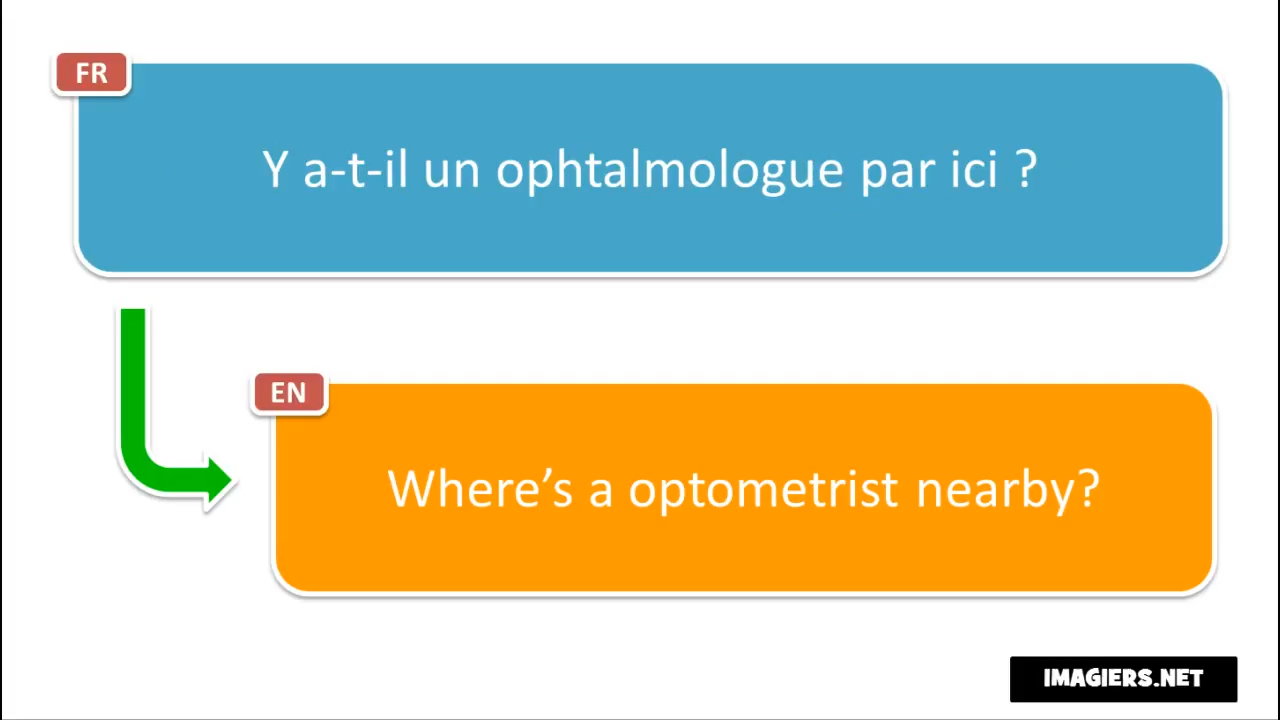 FR
Y a-t-il un ophtalmologue par ici ?
EN
Where’s a optometrist nearby?
IMAGIERS.NET